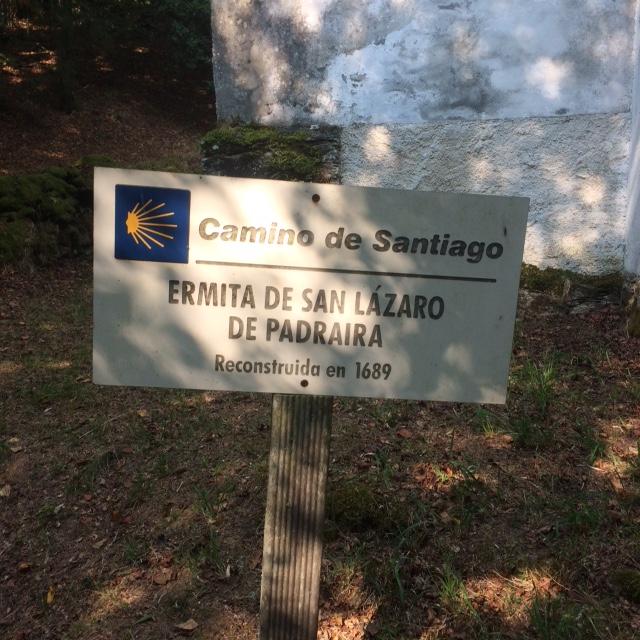 Camino de Santiago
ERMITA DE SAN LÁZARO
DE PADRAIRA
Reconstruida en 1689